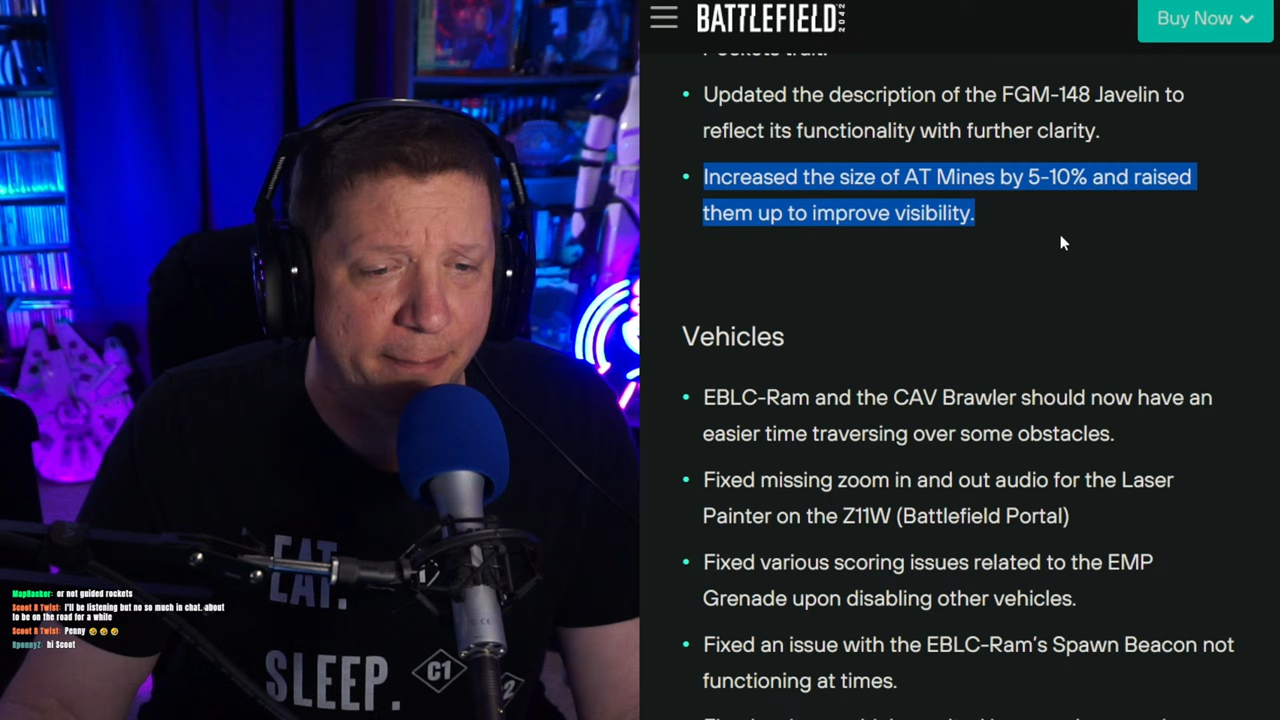 BATTLEFIELD 2042
Buy Now
Pockets trait.
Updated the description of the FGM-148 Javelin to
reflect its functionality with further clarity.
Increased the size of AT Mines by 5-10% and raised
them up to improve visibility.
Vehicles
EBLC-Ram and the CAV Brawler should now have an
easier time traversing over some obstacles.
Fixed missing zoom in and out audio for the Laser
Painter on the Z11W (Battlefield Portal)
Fixed various scoring issues related to the EMP
Grenade upon disabling other vehicles.
Fixed an issue with the EBLC-Ram's Spawn Beacon not
functioning at times.
EAT.
SLEEP.
C1
2
MapHacker: or not guided rockets
Scoot B Twist: I'll be listening but no so much in chat. about
to be on the road for a while
Scoot B Twist: Penny
hi Scoot